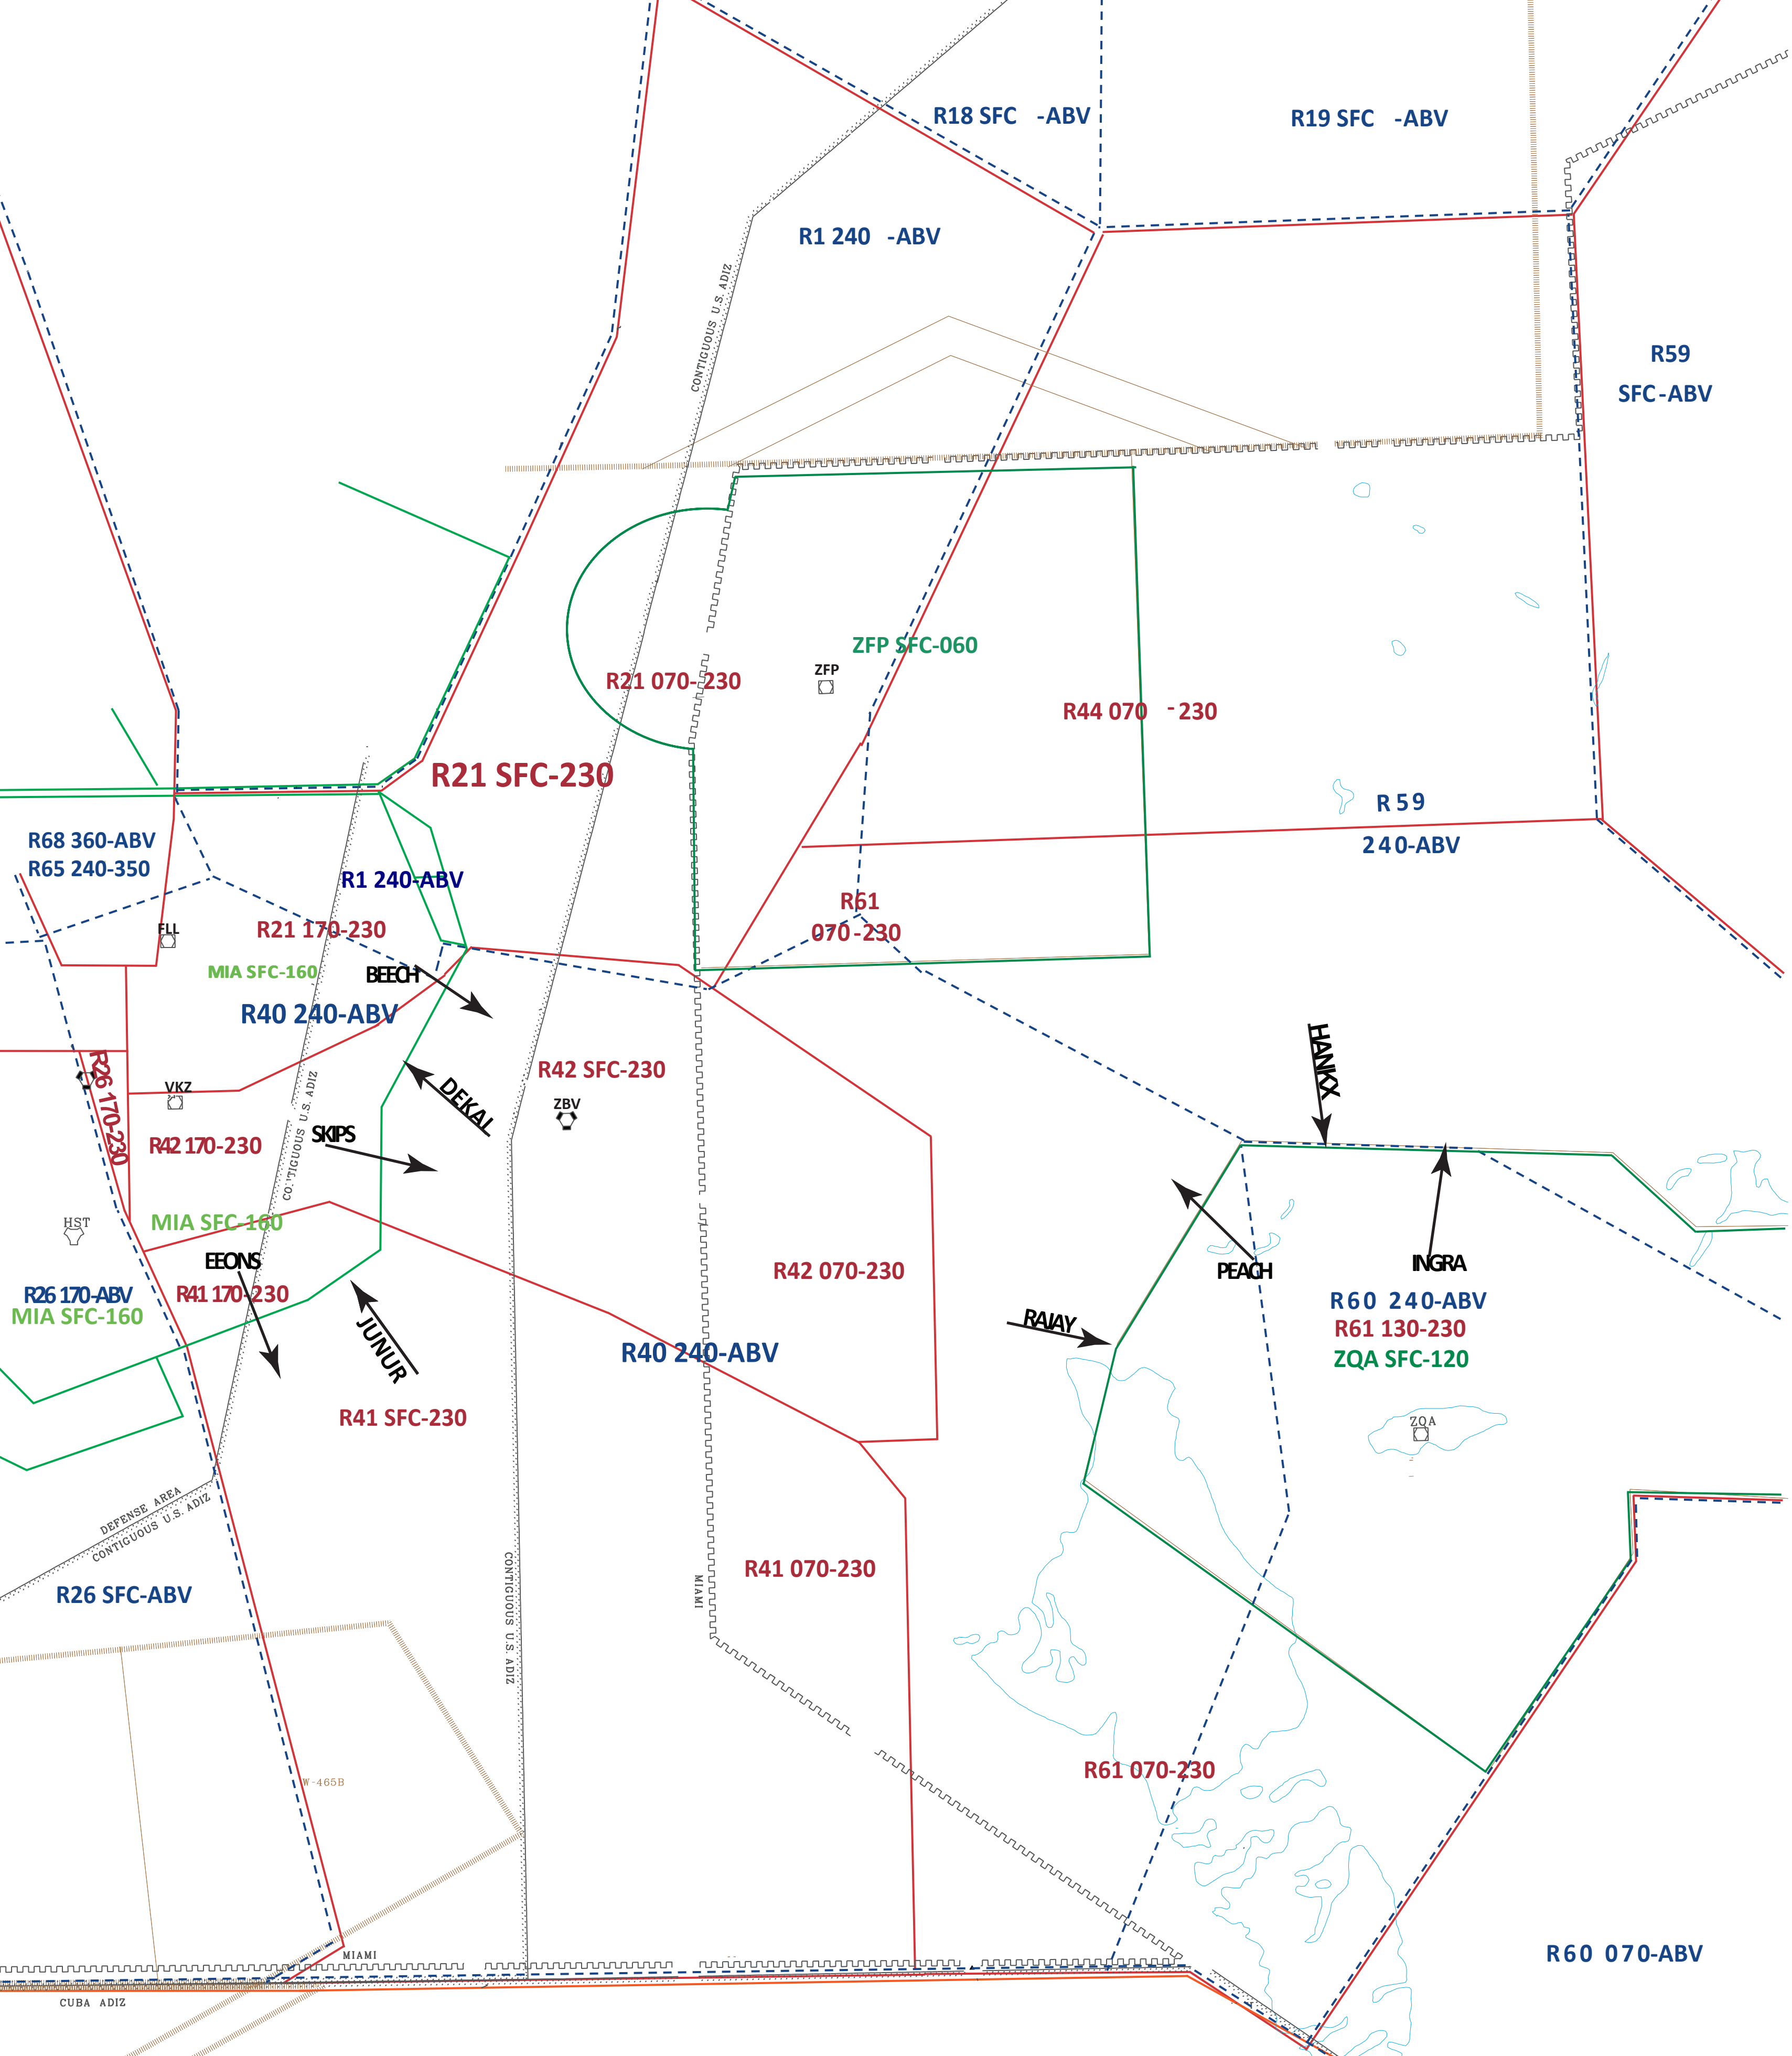 R18 SFC -ABV
R19 SFC -ABV
R1 240 -ABV
CONTIGUOUS U.S. ADIZ
R59
SFC-ABV
ZFP SFC-060
ZFP
R21 070-230
R44 070 -230
R21 SFC-230
R 59
240-ABV
R68 360-ABV
R65 240-350
R1 240-ABV
R61
070-230
FLL
R21 170-230
MIA SFC-160
BEECH
R40 240-ABV
HANKX
R26 170-230
R42 SFC-230
VKZ
DEKAL
ZBV
CONTIGUOUS U.S. ADIZ
SKIPS
R42 170-230
HST
MIA SFC-160
EEONS
R26 170-ABV
R41 170-230
MIA SFC-160
JUNUR
R42 070-230
PEACH
INGRA
R60 240-ABV
R61 130-230
ZQA SFC-120
RAJAY
R40 240-ABV
R41 SFC-230
ZQA
DEFENSE AREA
CONTIGUOUS U.S. ADIZ
R41 070-230
CONTIGUOUS U.S. ADIZ
MIAMI
R26 SFC-ABV
R61 070-230
W-465B
R60 070-ABV
MIAMI
CUBA ADIZ